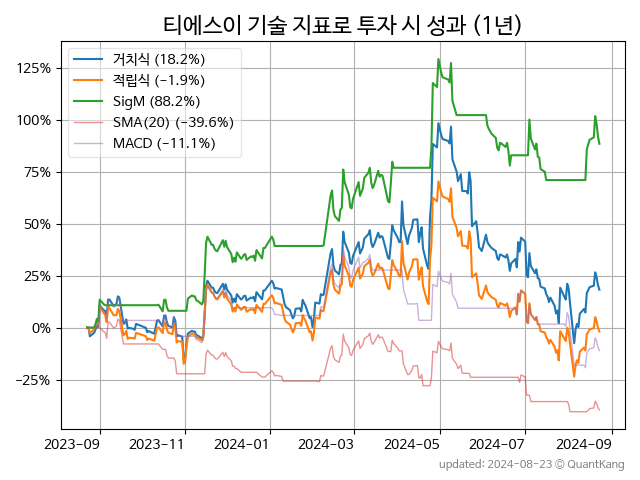 티에스이 기술 지표로 투자 시 성과 (1년)
거치식 (18.2%)
적립식 (−1.9%)
SigM (88.2%)
SMA(20) (−39.6%)
MACD (−11.1%)
125%
100%
75%
50%
25%
0%
−25%
2023-09 2023-11 2024-01 2024-03 2024-05 2024-07 2024-09
updated: 2024-08-23 © QuantKang